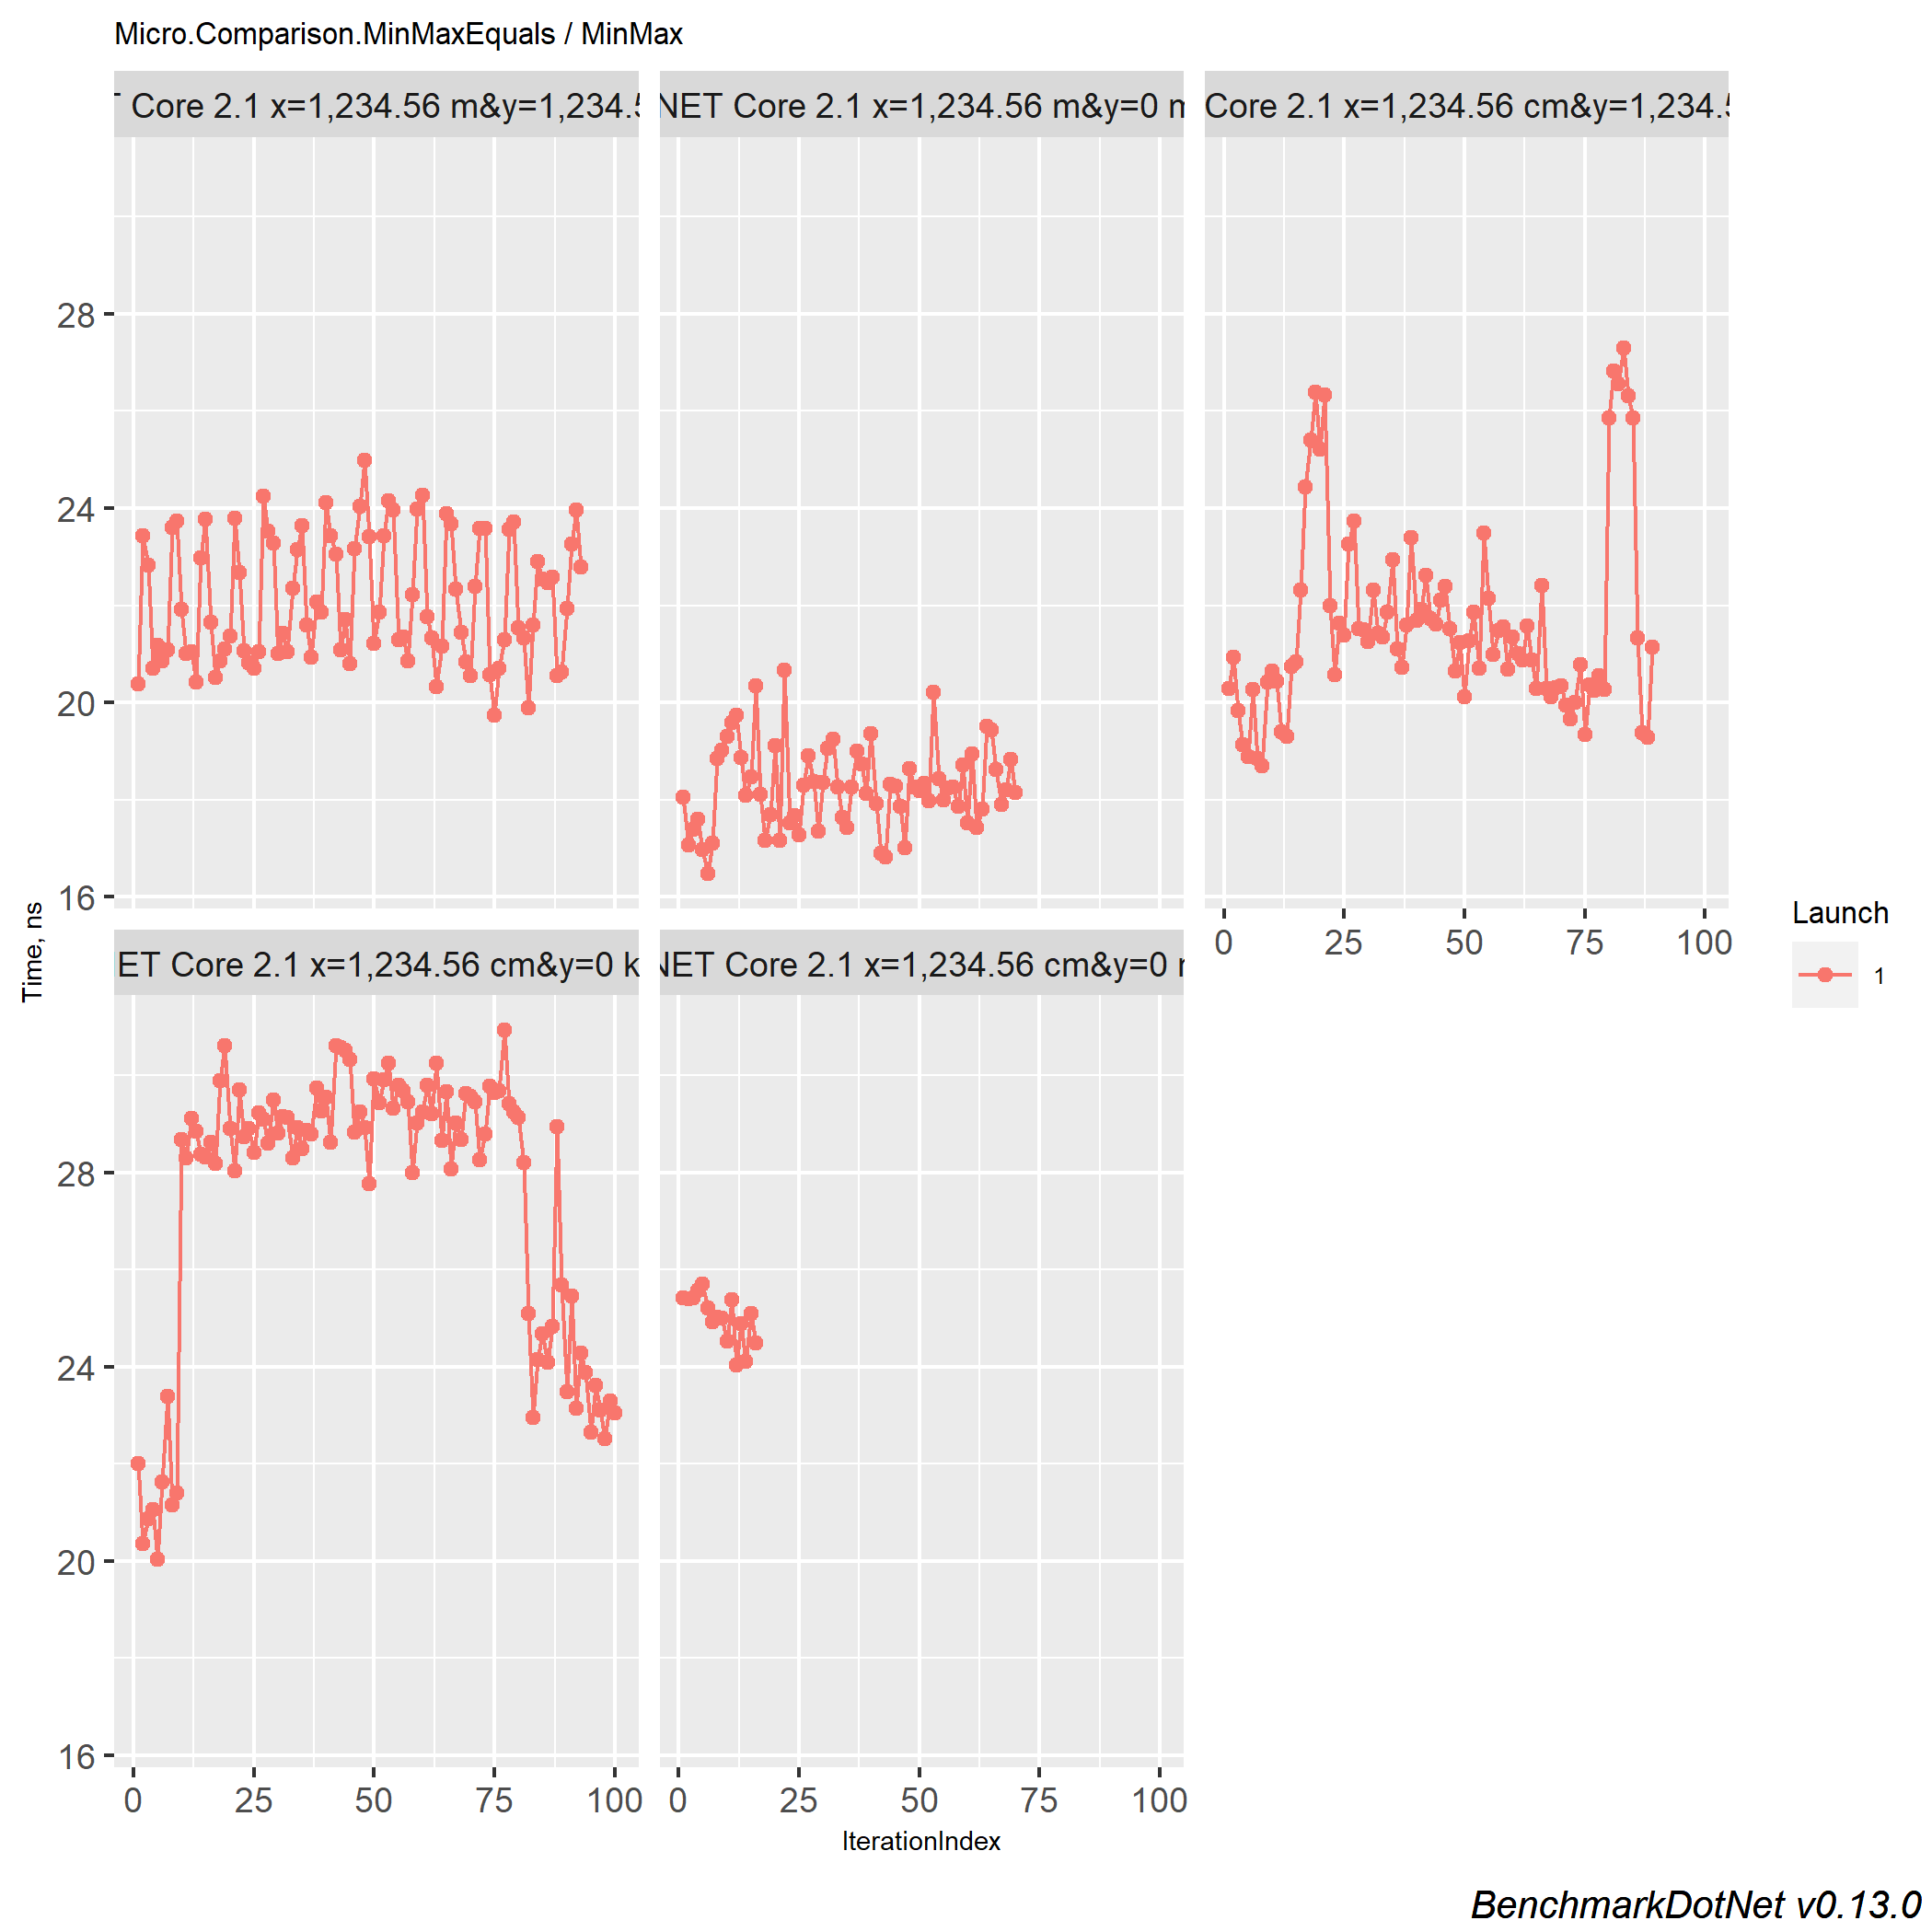 Micro.Comparison.MinMaxEquals / MinMax
Core 2.1 x=1,234.56 m&y=1,234.5
NET Core 2.1 x=1,234.56 m&y=0 m
Core 2.1 x=1,234.56 cm&y=1,234.5
28
24
20
16
0 25 50 75 100
Time, ns
Launch
1
ET Core 2.1 x=1,234.56 cm&y=0 k
NET Core 2.1 x=1,234.56 cm&y=0
28
24
20
16
0 25 50 75 100
0 25 50 75 100
IterationIndex
BenchmarkDotNet v0.13.0